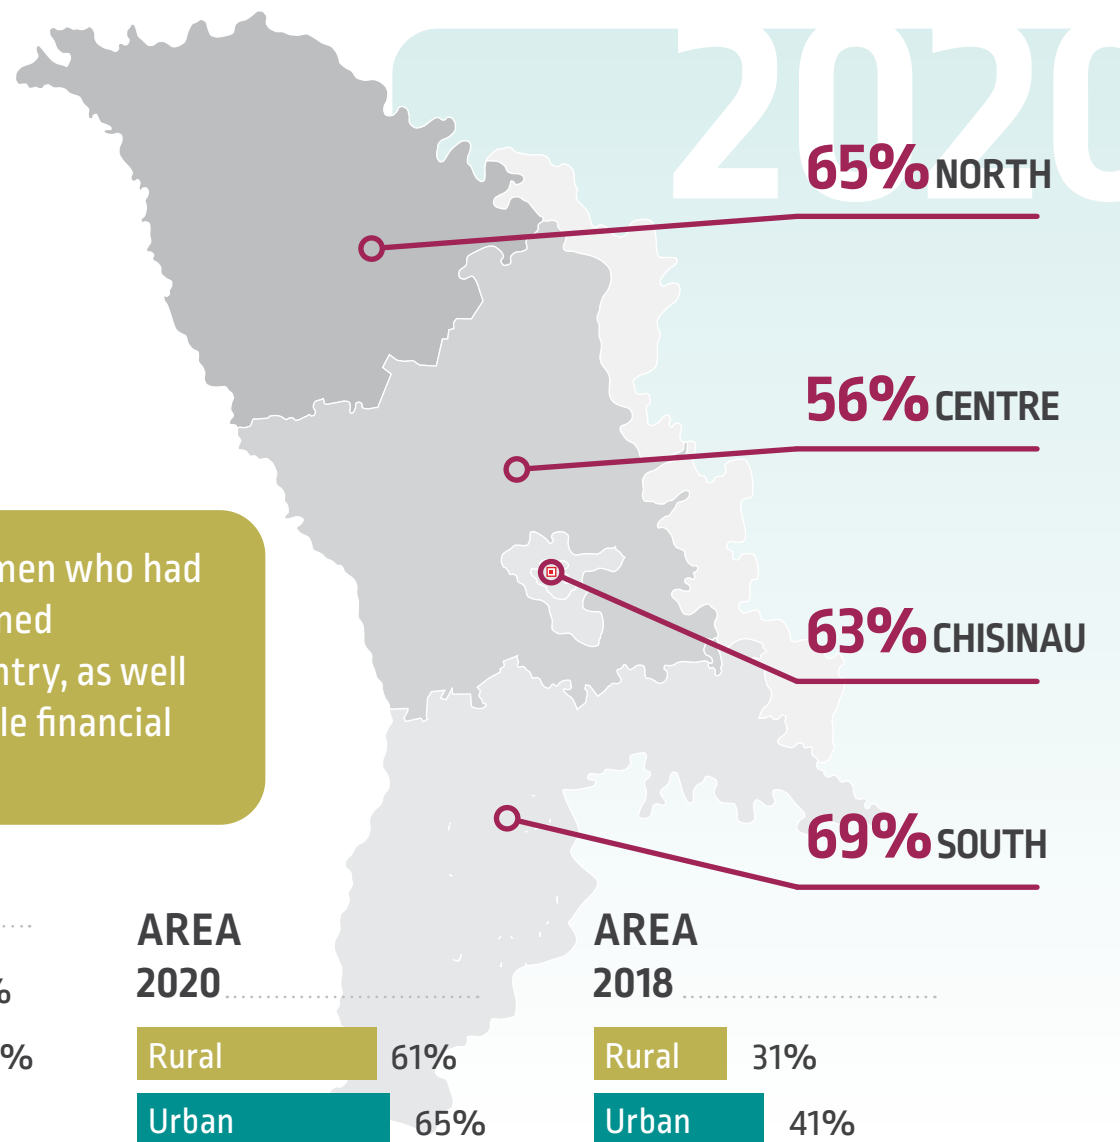 2020
65% NORTH
56% CENTRE
63% CHISINAU
69% SOUTH
men who had
ned
ntry, as well
le financial
%
%
AREA
2020
Rural 61%
Urban 65%
AREA
2018
Rural 31%
Urban 41%